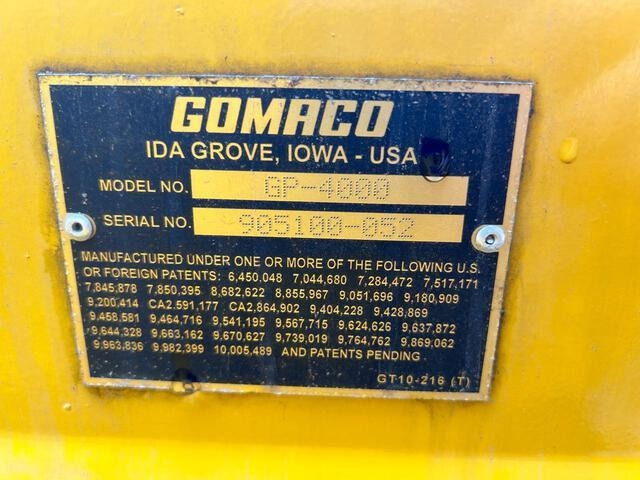 GOMACO
IDA GROVE, IOWA - USA
MODEL NO. GP-4000
SERIAL NO. 905100-052
MANUFACTURED UNDER ONE OR MORE OF THE FOLLOWING U.S.
OR FOREIGN PATENTS: 6,450,048 7,044,680 7,284,472 7,517,171
7,845,878 7,850,395 8,682,622 8,855,967 9,051,696 9,180,909
9,200,414 CA2.591,177 CA2,864,902 9,404,228 9,428,869
9,458,581 9,464,716 9,541,195 9,567,715 9,624,626 9,637,872
9,644,328 9,663,162 9,670,627 9,739,019 9,764,762 9,869,062
9,963,836 9,982,399 10,005,489 AND PATENTS PENDING
GT10-216 (T)